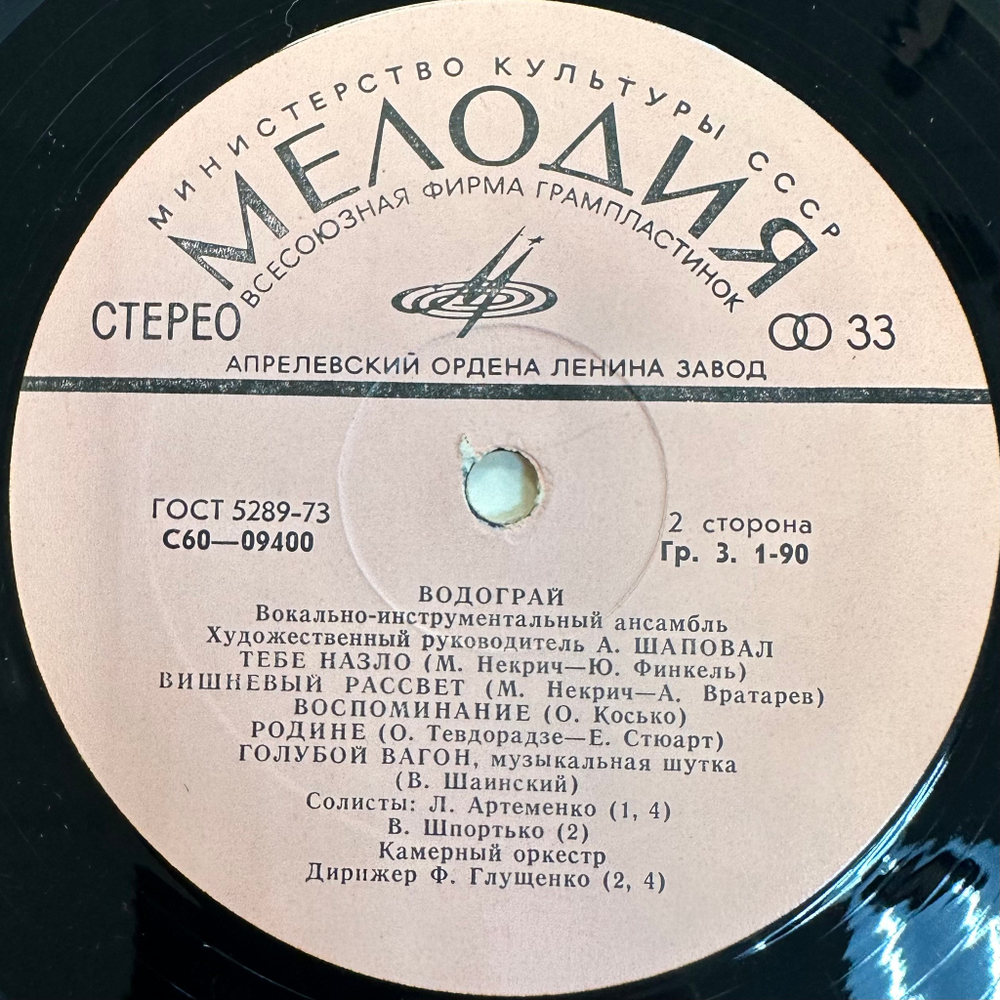 МИНИСТЕРСТВО КУЛЬТУРЫ СССР
МЕЛОДИЯ
ВСЕСОЮЗНАЯ ФИРМА ГРАМПЛАСТИНОК
СТЕРЕО
33
АПРЕЛЕВСКИЙ ОРДЕНА ЛЕНИНА ЗАВОД
ГОСТ 5289-73
С60—09400
2 сторона
Гр. 3. 1-90
ВОДОГРАЙ
Вокально-инструментальный ансамбль
Художественный руководитель А. ШАПОВАЛ
ТЕБЕ НАЗЛО (М. Некрич—Ю. Финкель)
ВИШНЕВЫЙ РАССВЕТ (М. Некрич—А. Вратарев)
ВОСПОМИНАНИЕ (О. Косько)
РОДИНЕ (О. Тевдорадзе—Е. Стюарт)
ГОЛУБОЙ ВАГОН, музыкальная шутка
(В. Шаинский)
Солисты: Л. Артеменко (1, 4)
В. Шпортько (2)
Камерный оркестр
Дирижер Ф. Глущенко (2, 4)